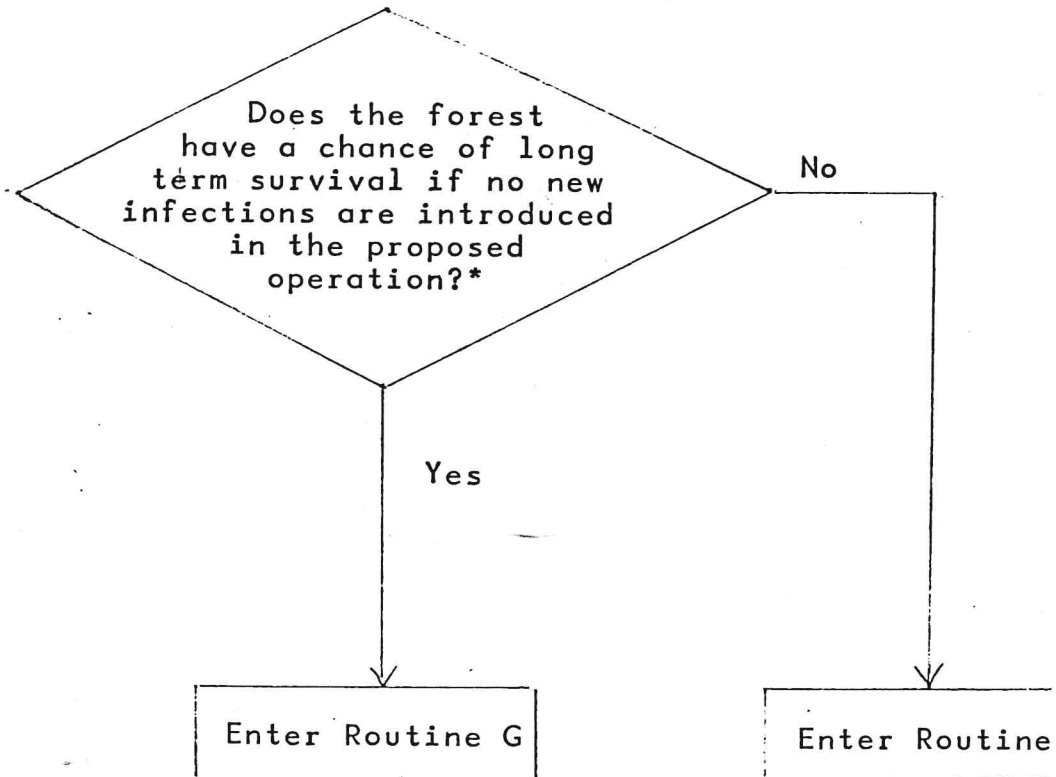 Does the forest
have a chance of long
term survival if no new
infections are introduced
in the proposed
operation?*
No
Yes
Enter Routine G
Enter Routine